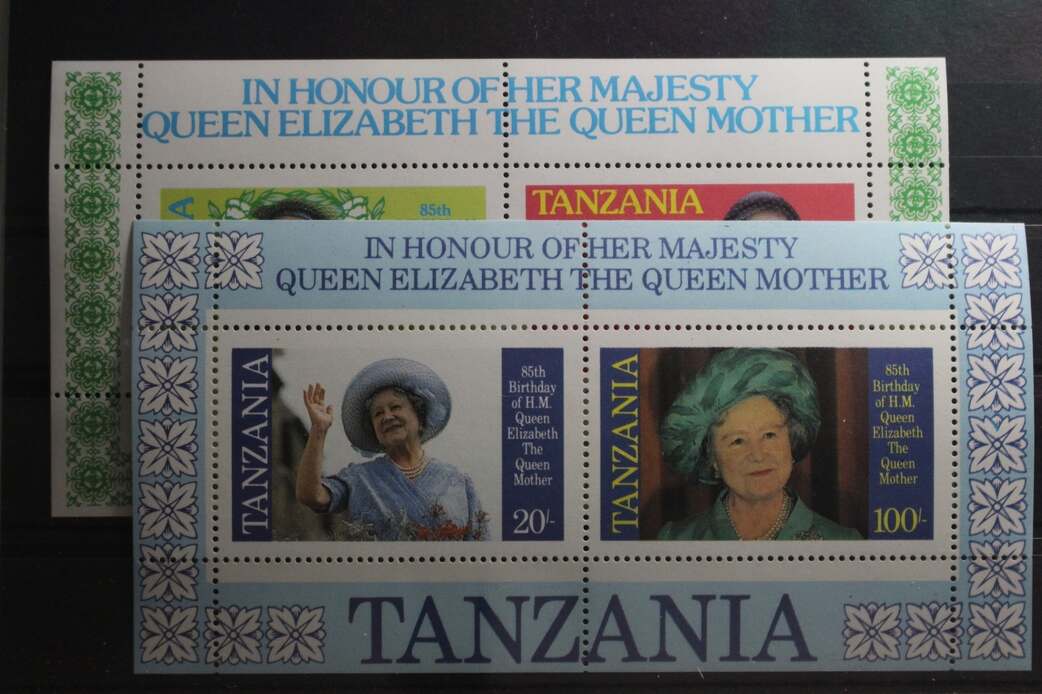 IN HONOUR OF HER MAJESTY
QUEEN ELIZABETH THE QUEEN MOTHER
85th
TANZANIA
IN HONOUR OF HER MAJESTY
QUEEN ELIZABETH THE QUEEN MOTHER
TANZANIA
85th
Birthday
of H.M.
Queen
Elizabeth
The
Queen
Mother
20/-
TANZANIA
85th
Birthday
of H.M.
Queen
Elizabeth
The
Queen
Mother
100/-
TANZANIA